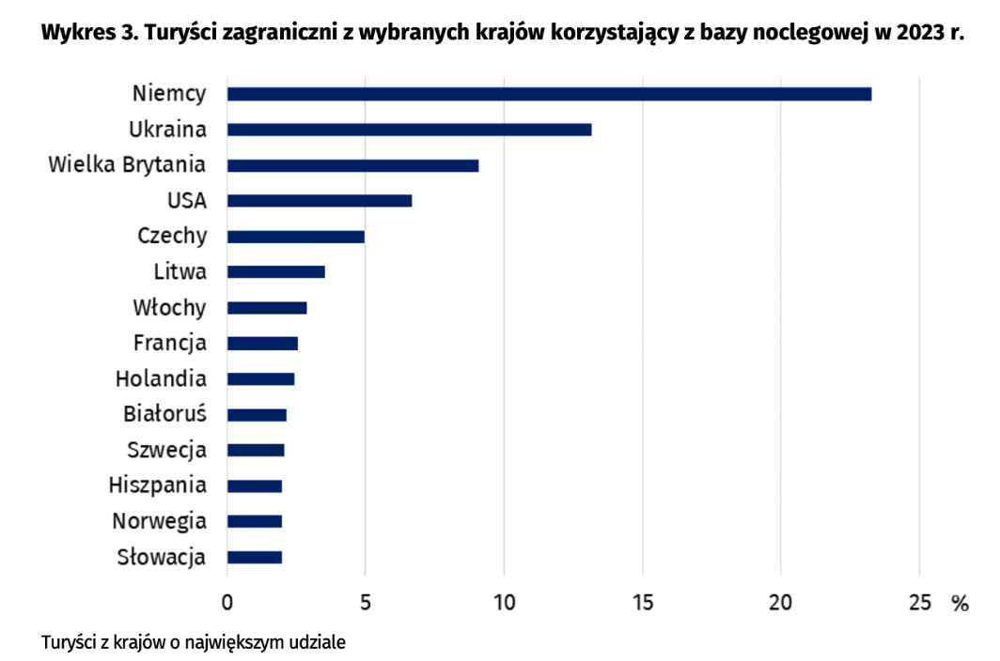 Wykres 3. Turyści zagraniczni z wybranych krajów korzystający z bazy noclegowej w 2023 r.
Niemcy
Ukraina
Wielka Brytania
USA
Czechy
Litwa
Włochy
Francja
Holandia
Białoruś
Szwecja
Hiszpania
Norwegia
Słowacja
0 5 10 15 20 25 %
Turyści z krajów o największym udziale